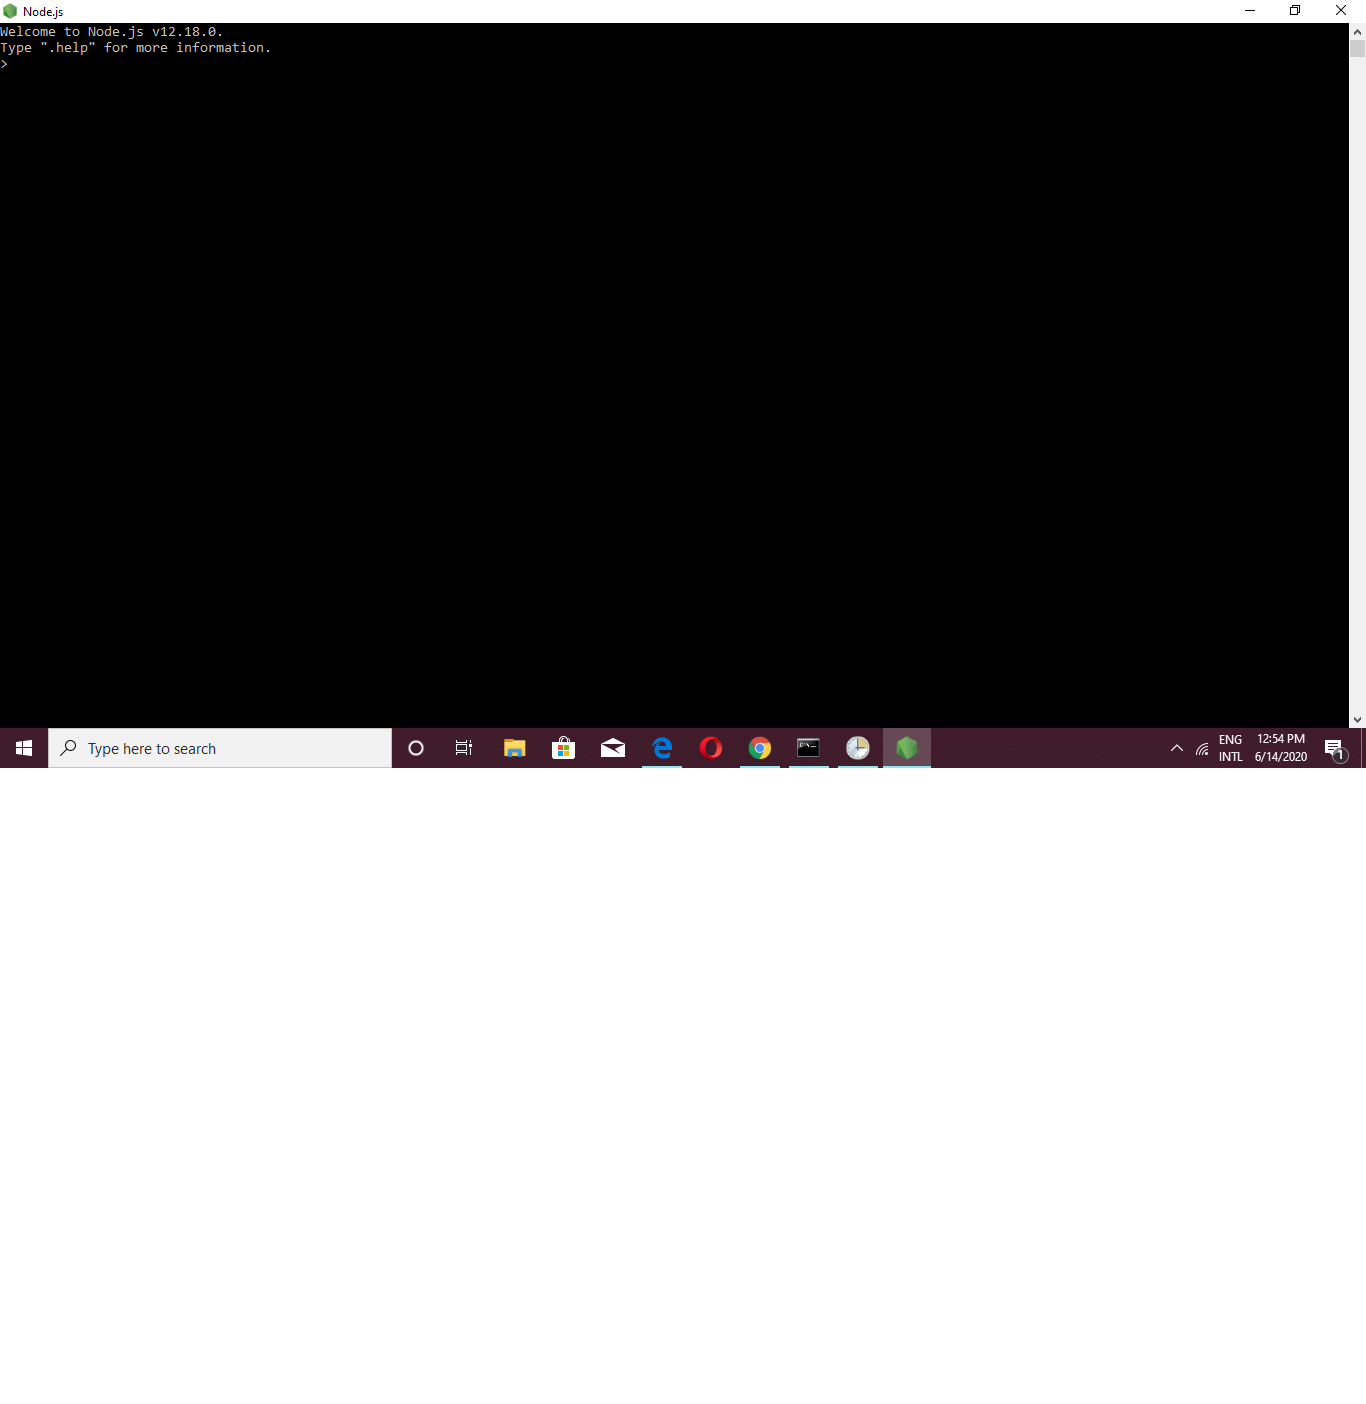 Node.js
Welcome to Node.js v12.18.0.
Type ".help" for more information.
>
Type here to search
ENG
INTL
12:54 PM
6/14/2020
1